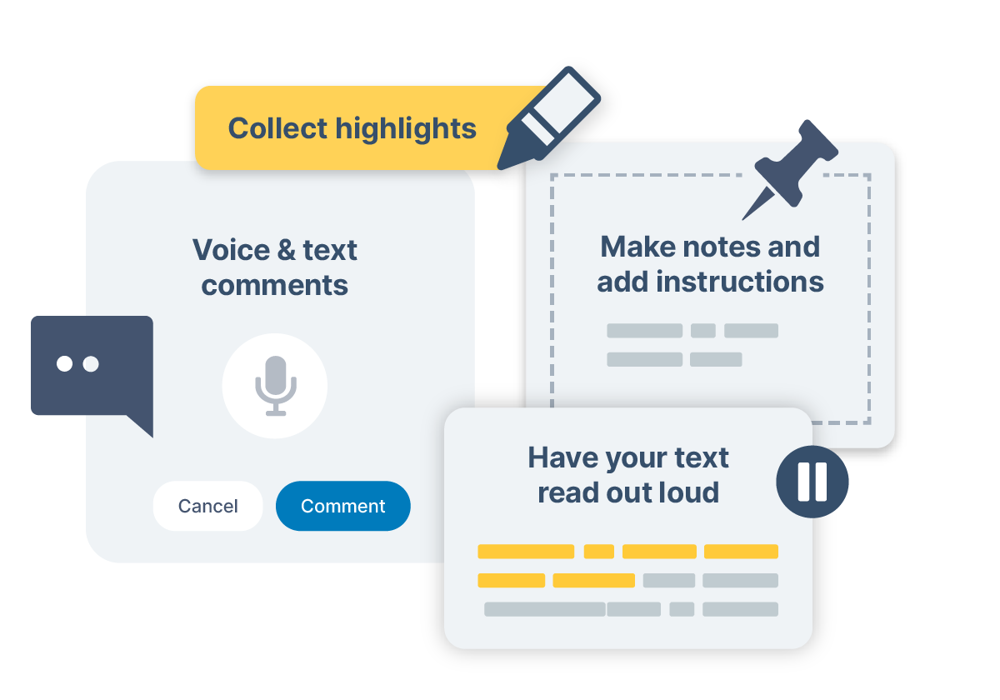 Collect highlights
Voice & text
comments
Cancel
Comment
Make notes and
add instructions
Have your text
read out loud